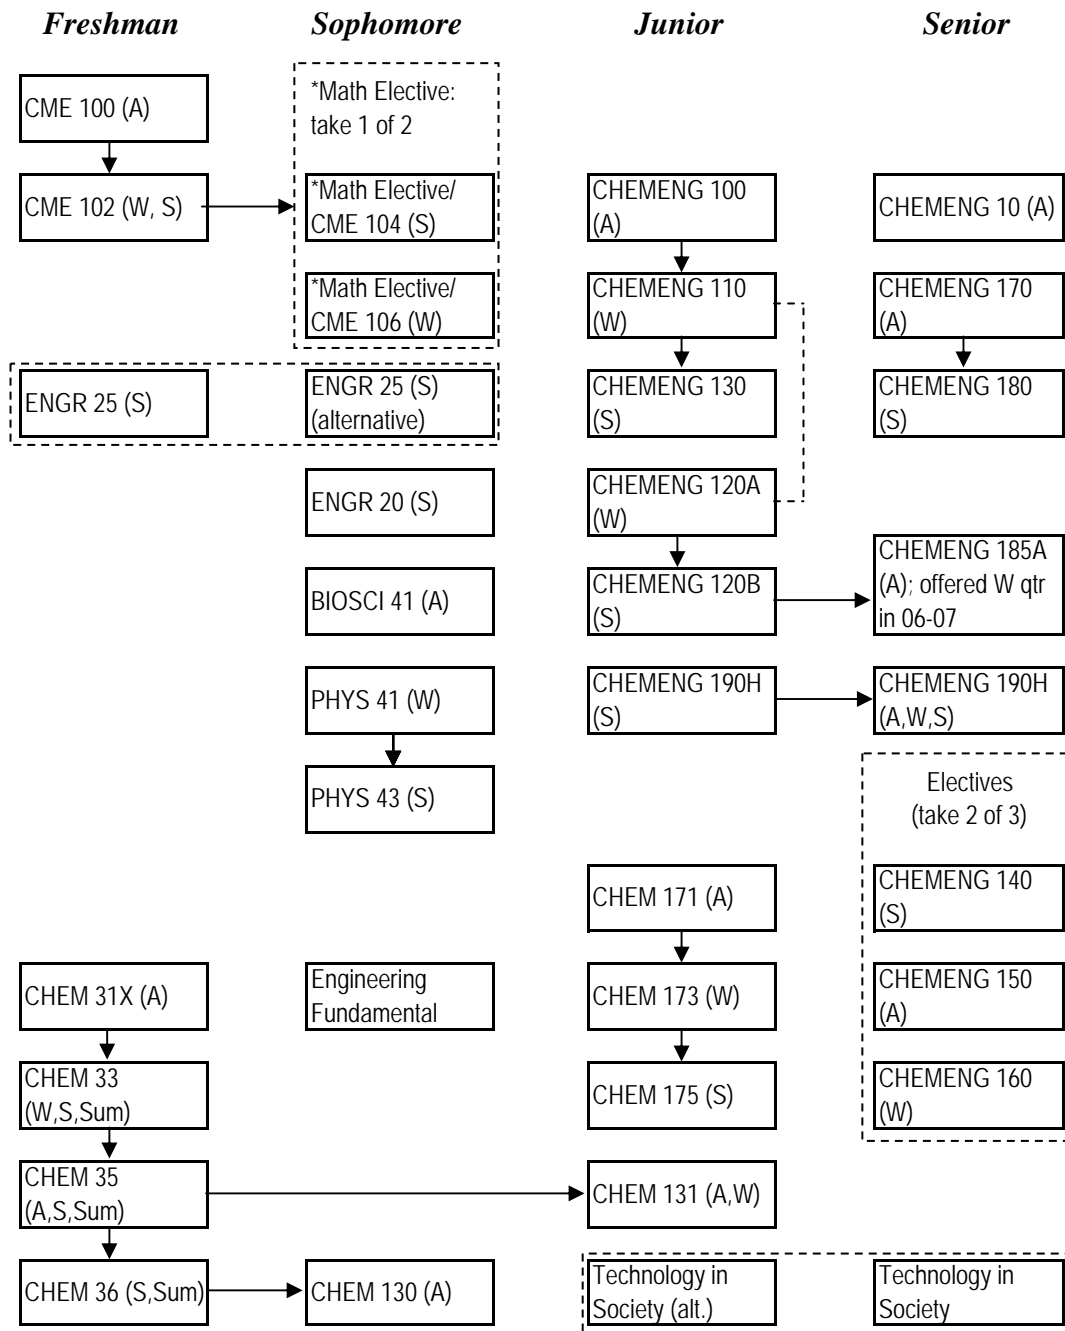 Freshman
Sophomore
Junior
Senior
CME 100 (A)
CME 102 (W, S)
ENGR 25 (S)
CHEM 31X (A)
CHEM 33
(W,S,Sum)
CHEM 35
(A,S,Sum)
CHEM 36 (S,Sum)
*Math Elective:
take 1 of 2
*Math Elective/
CME 104 (S)
*Math Elective/
CME 106 (W)
ENGR 25 (S)
(alternative)
ENGR 20 (S)
BIOSCI 41 (A)
PHYS 41 (W)
PHYS 43 (S)
Engineering
Fundamental
CHEM 130 (A)
CHEMENG 100
(A)
CHEMENG 110
(W)
CHEMENG 130
(S)
CHEMENG 120A
(W)
CHEMENG 120B
(S)
CHEMENG 190H
(S)
CHEM 171 (A)
CHEM 173 (W)
CHEM 175 (S)
CHEM 131 (A,W)
Technology in
Society (alt.)
CHEMENG 10 (A)
CHEMENG 170
(A)
CHEMENG 180
(S)
CHEMENG 185A
(A); offered W qtr
in 06-07
CHEMENG 190H
(A,W,S)
Electives
(take 2 of 3)
CHEMENG 140
(S)
CHEMENG 150
(A)
CHEMENG 160
(W)
Technology in
Society